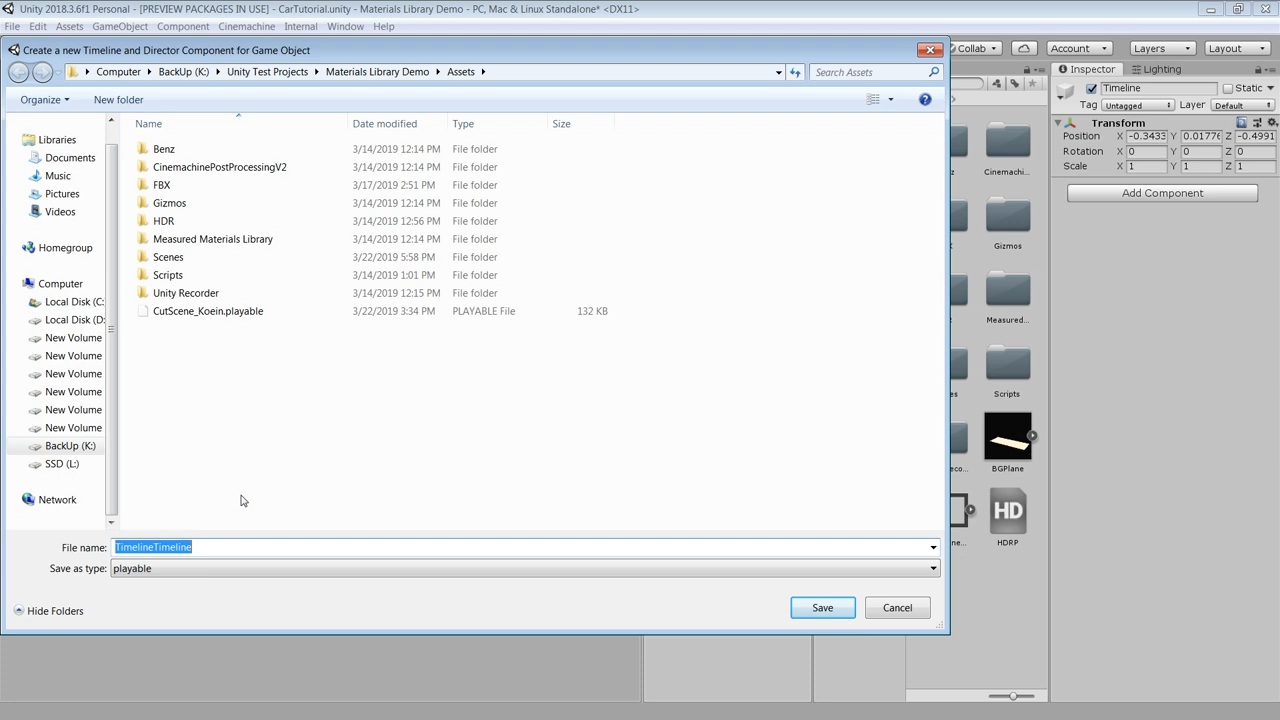 Unity 2018.3.6f1 Personal - [PREVIEW PACKAGES IN USE] - CarTutorial.unity - Materials Library Demo - PC, Mac & Linux Standalone* <DX11>
File Edit Assets GameObject Component Cinemachine Internal Window Help
Create a new Timeline and Director Component for Game Object
Collab Account Layers Layout
Computer BackUp (K:) Unity Test Projects Materials Library Demo Assets
Search Assets
Inspector Lighting
Organize New folder
Timeline Static
Tag Untagged Layer Default
Name Date modified Type Size
Transform
Position X -0.3433 Y 0.0177 Z -0.4991
Rotation X 0 Y 0 Z 0
Scale X 1 Y 1 Z 1
Add Component
Libraries
Documents
Music
Pictures
Videos
Homegroup
Computer
Local Disk (C:
Local Disk (D:
New Volume
New Volume
New Volume
New Volume
New Volume
New Volume
BackUp (K:)
SSD (L:)
Network
Benz 3/14/2019 12:14 PM File folder
CinemachinePostProcessingV2 3/14/2019 12:14 PM File folder
FBX 3/17/2019 2:51 PM File folder
Gizmos 3/14/2019 12:14 PM File folder
HDR 3/14/2019 12:56 PM File folder
Measured Materials Library 3/14/2019 12:14 PM File folder
Scenes 3/22/2019 5:58 PM File folder
Scripts 3/14/2019 1:01 PM File folder
Unity Recorder 3/14/2019 12:15 PM File folder
CutScene_Koein.playable 3/22/2019 3:34 PM PLAYABLE File 132 KB
z Cinemachi...
Gizmos
Measured...
es Scripts
eco... BGPlane
ne... HDRP
HD
File name: TimelineTimeline
Save as type: playable
Hide Folders
Save Cancel